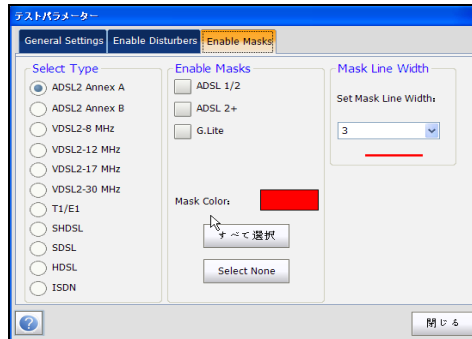 テストパラメーター
General Settings Enable Disturbers Enable Masks
Select Type
ADSL2 Annex A
ADSL2 Annex B
VDSL2-8 MHz
VDSL2-12 MHz
VDSL2-17 MHz
VDSL2-30 MHz
T1/E1
SHDSL
SDSL
HDSL
ISDN
Enable Masks
ADSL 1/2
ADSL 2+
G.Lite
Mask Color:
すべて選択
Select None
Mask Line Width
Set Mask Line Width:
3
?
閉じる